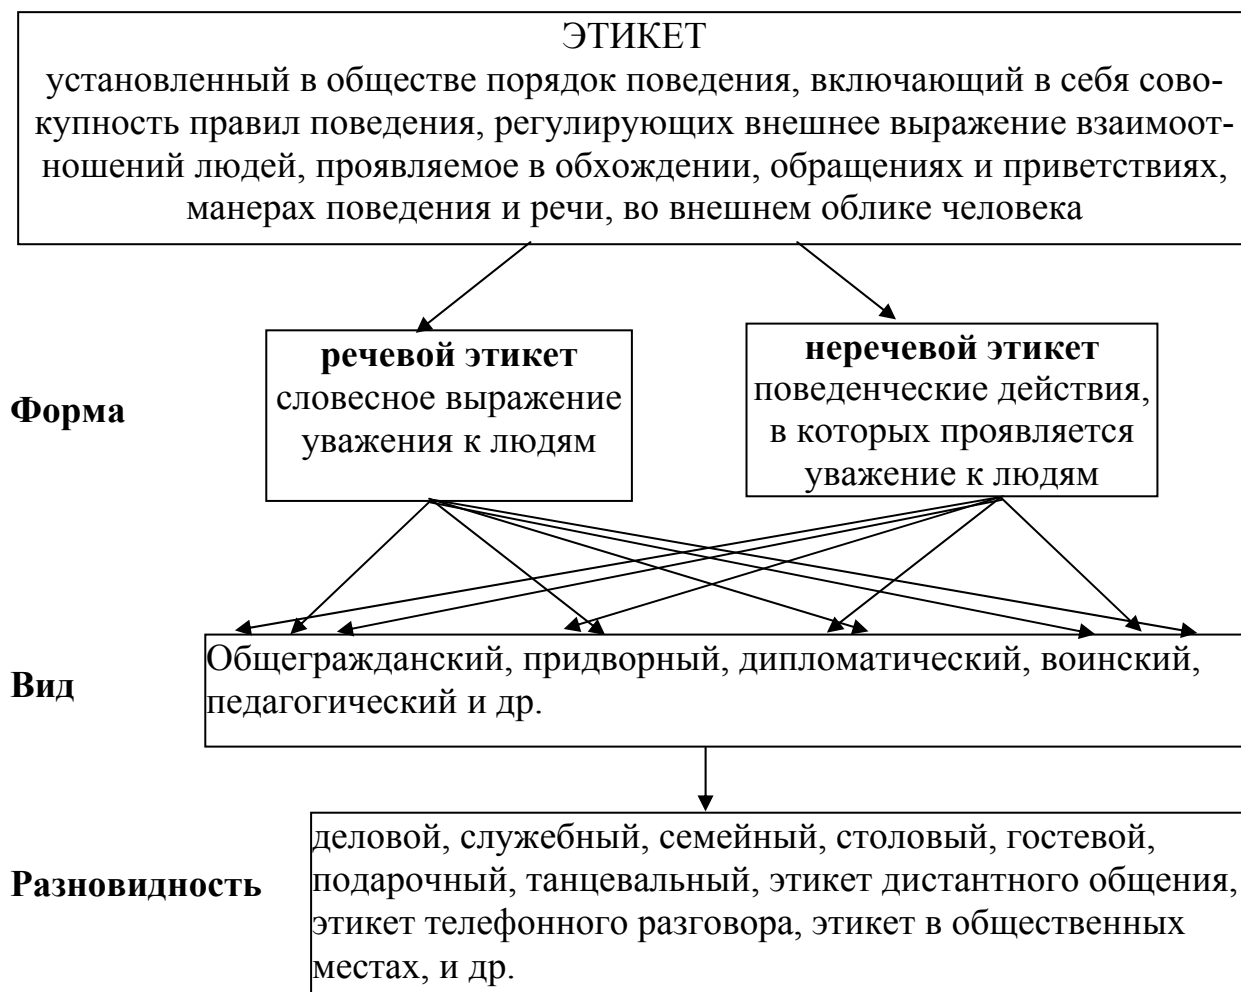 ЭТИКЕТ
установленный в обществе порядок поведения, включающий в себя сово-
купность правил поведения, регулирующих внешнее выражение взаимоот-
ношений людей, проявляемое в обхождении, обращениях и приветствиях,
манерах поведения и речи, во внешнем облике человека
Форма
речевой этикет
словесное выражение
уважения к людям
неречевой этикет
поведенческие действия,
в которых проявляется
уважение к людям
Вид
Общегражданский, придворный, дипломатический, воинский,
педагогический и др.
Разновидность
деловой, служебный, семейный, столовый, гостевой,
подарочный, танцевальный, этикет дистантного общения,
этикет телефонного разговора, этикет в общественных
местах, и др.